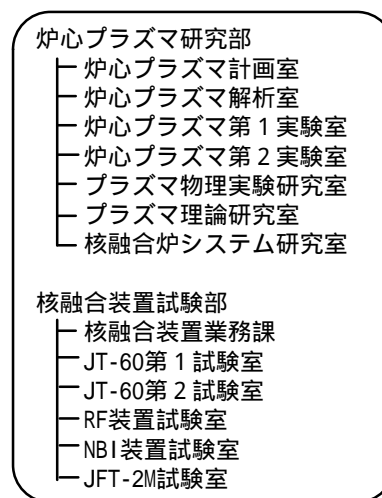 炉心プラズマ研究部
炉心プラズマ計画室
炉心プラズマ解析室
炉心プラズマ第1実験室
炉心プラズマ第2実験室
プラズマ物理実験研究室
プラズマ理論研究室
核融合炉システム研究室
核融合装置試験部
核融合装置業務課
JT-60第1試験室
JT-60第2試験室
RF装置試験室
NBI装置試験室
JFT-2M試験室